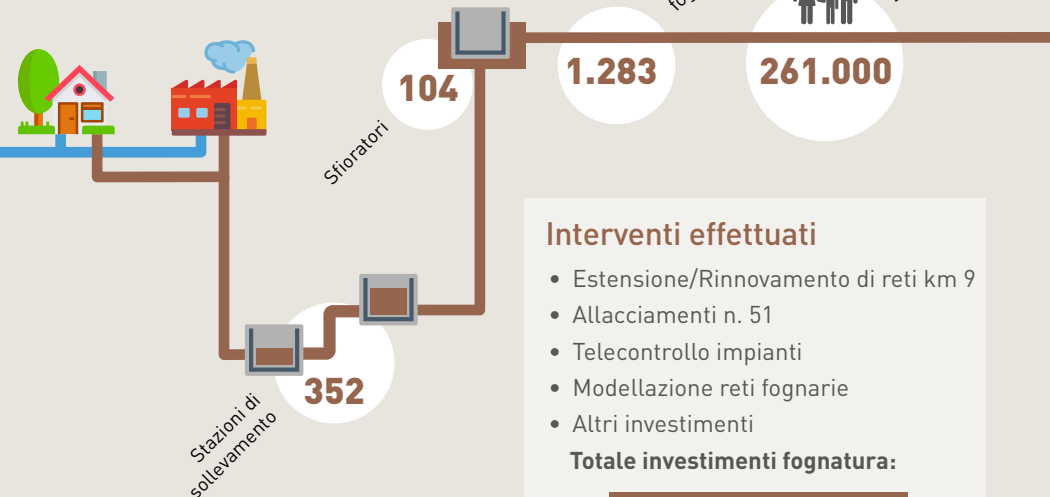 104
1.283
261.000
Sfioratori
352
Stazioni di
sollevamento
Interventi effettuati
• Estensione/Rinnovamento di reti km 9
• Allacciamenti n. 51
• Telecontrollo impianti
• Modellazione reti fognarie
• Altri investimenti
Totale investimenti fognatura: